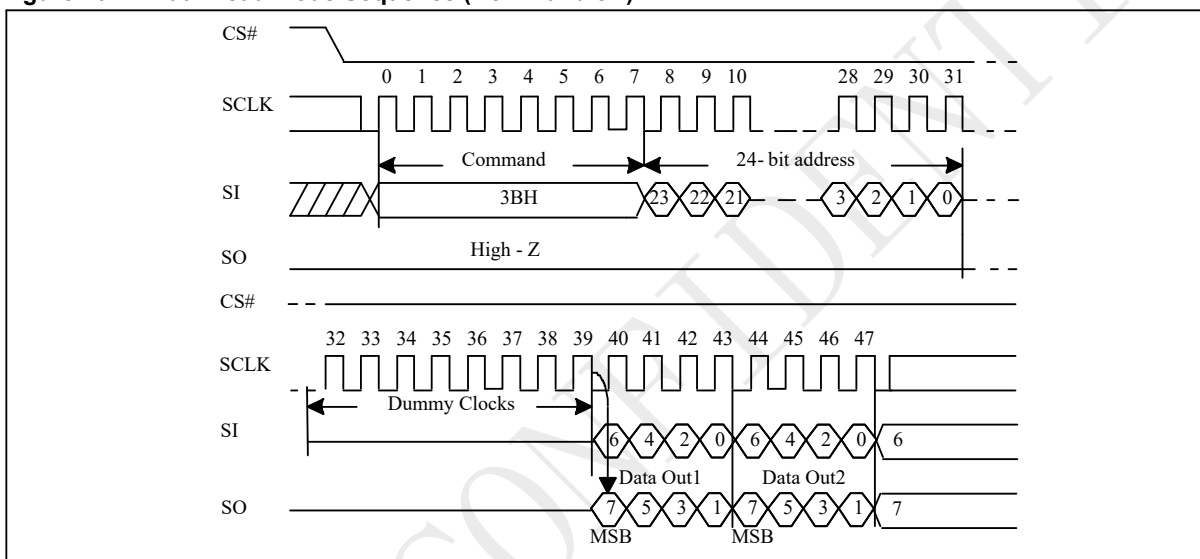 CS#
0 1 2 3 4 5 6 7 8 9 10 28 29 30 31
SCLK
Command 24- bit address
SI 3BH 23 22 21 3 2 1 0
High - Z
SO
CS#
32 33 34 35 36 37 38 39 40 41 42 43 44 45 46 47
SCLK
Dummy Clocks
SI 6 4 2 0 6 4 2 0 6
Data Out1 Data Out2
SO 7 5 3 1 7 5 3 1 7
MSB MSB